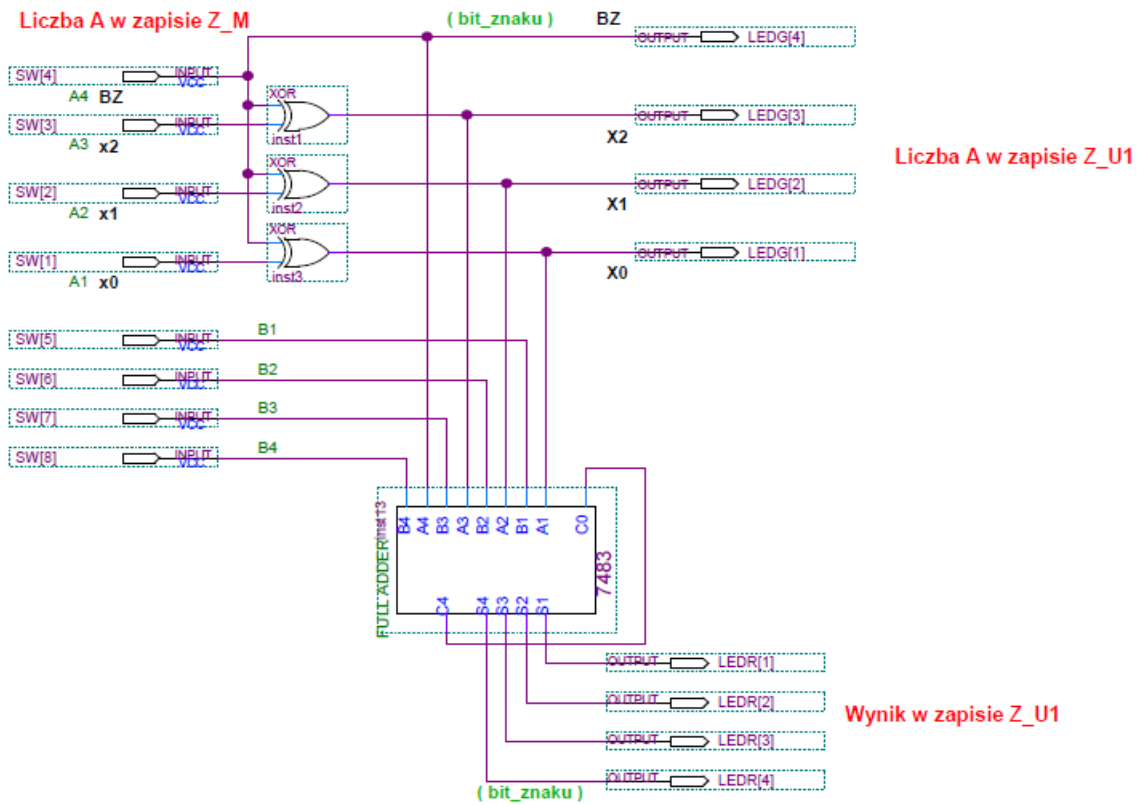 Liczba A w zapisie Z_M
( bit_znaku )
BZ
OUTPUT
LEDG[4]
SW[4]
INPUT
VCC
A4 BZ
XOR
inst1
SW[3]
INPUT
VCC
A3 x2
OUTPUT
LEDG[3]
X2
Liczba A w zapisie Z_U1
XOR
inst2
SW[2]
INPUT
VCC
A2 x1
OUTPUT
LEDG[2]
X1
XOR
inst3
SW[1]
INPUT
VCC
A1 x0
OUTPUT
LEDG[1]
X0
SW[5]
INPUT
VCC
B1
SW[6]
INPUT
VCC
B2
SW[7]
INPUT
VCC
B3
SW[8]
INPUT
VCC
B4
inst13
FULL ADDER
B4 A4 B3 A3 B2 A2 B1 A1 C0
7483
C4 S4 S3 S2 S1
OUTPUT
LEDR[1]
OUTPUT
LEDR[2]
Wynik w zapisie Z_U1
OUTPUT
LEDR[3]
OUTPUT
LEDR[4]
( bit_znaku )